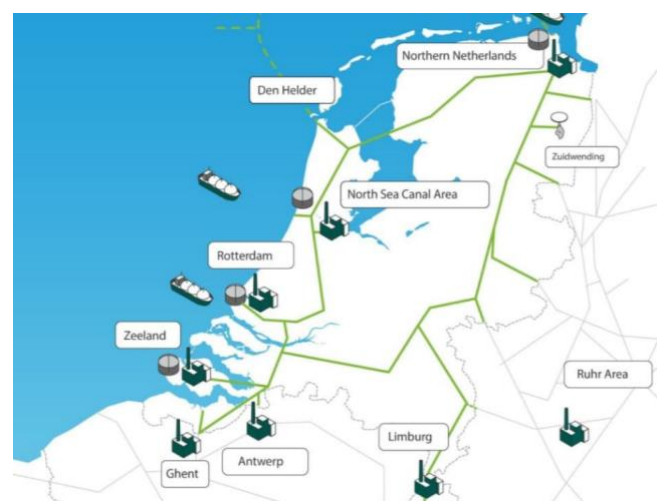 Northern Netherlands
Den Helder
Zuidwending
North Sea Canal Area
Rotterdam
Zeeland
Ruhr Area
Limburg
Antwerp
Ghent